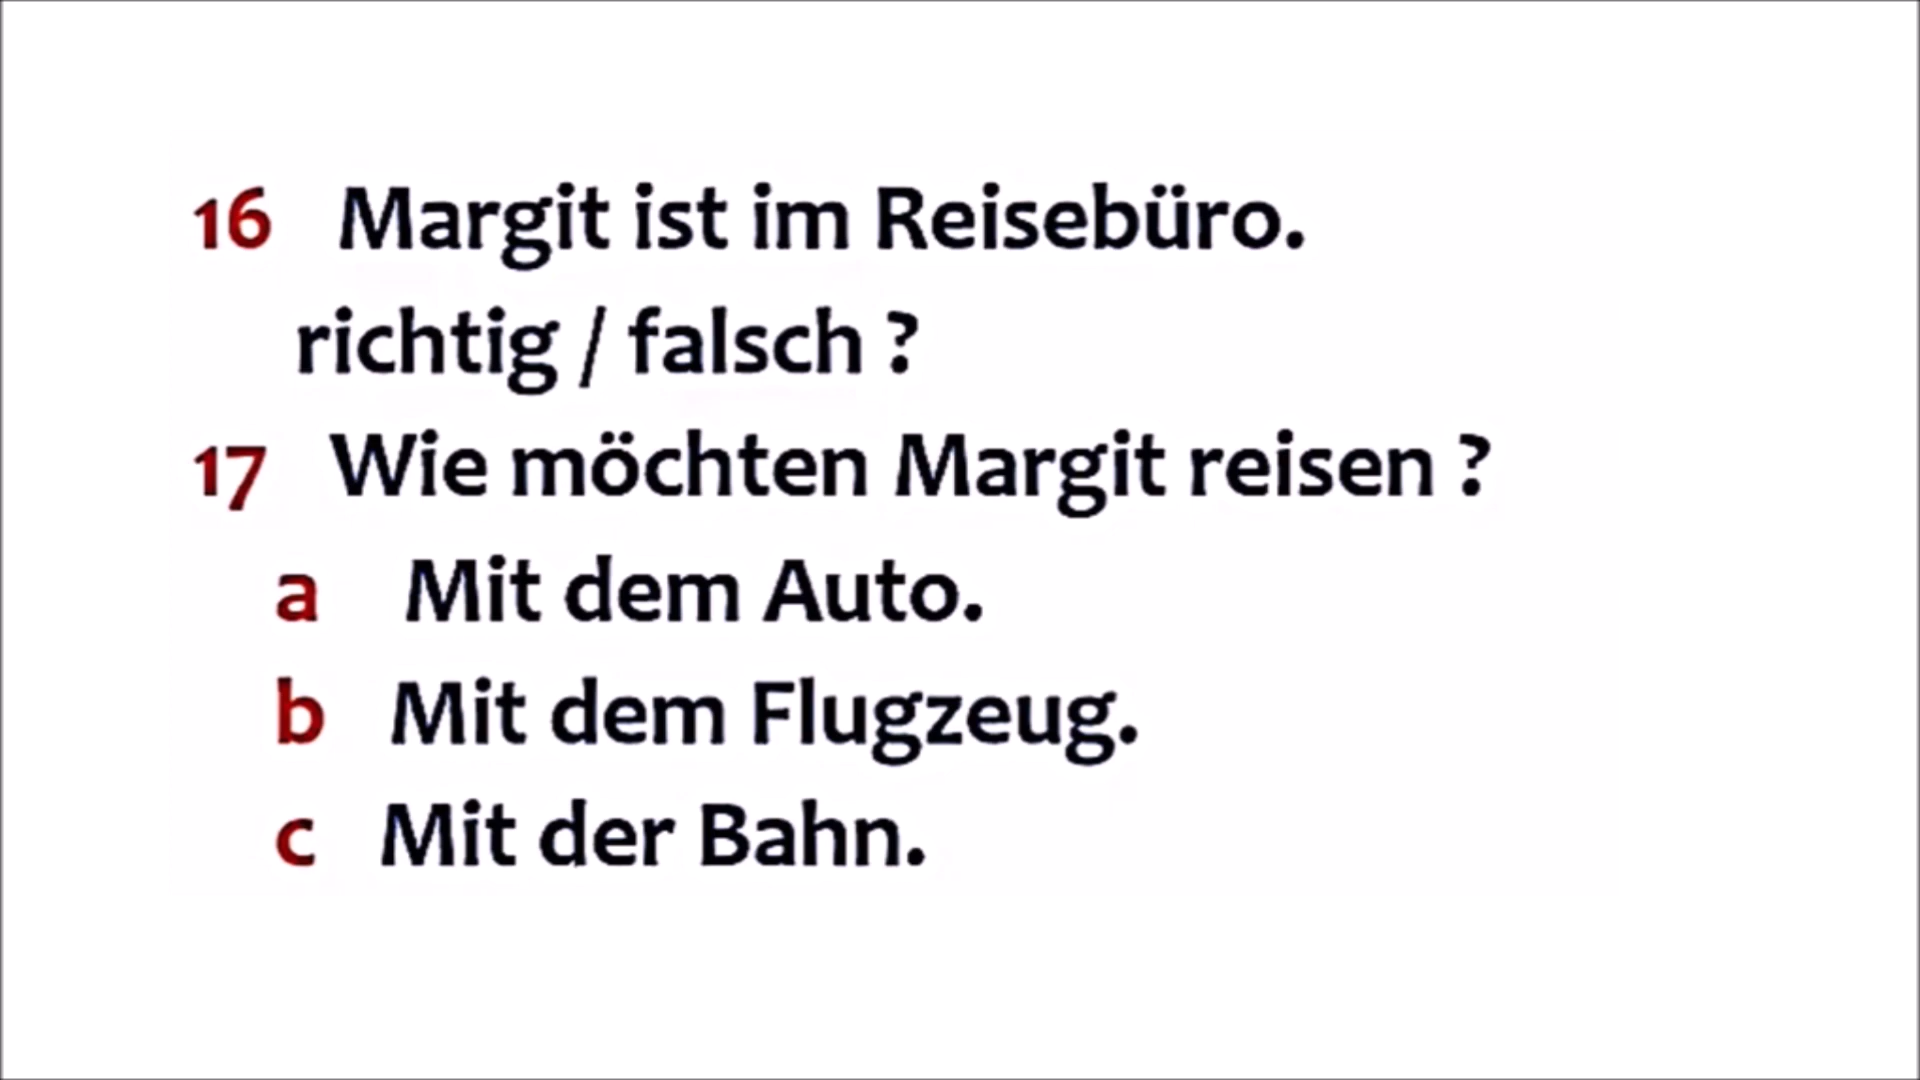 16 Margit ist im Reisebüro.
richtig / falsch ?
17 Wie möchten Margit reisen ?
a Mit dem Auto.
b Mit dem Flugzeug.
c Mit der Bahn.